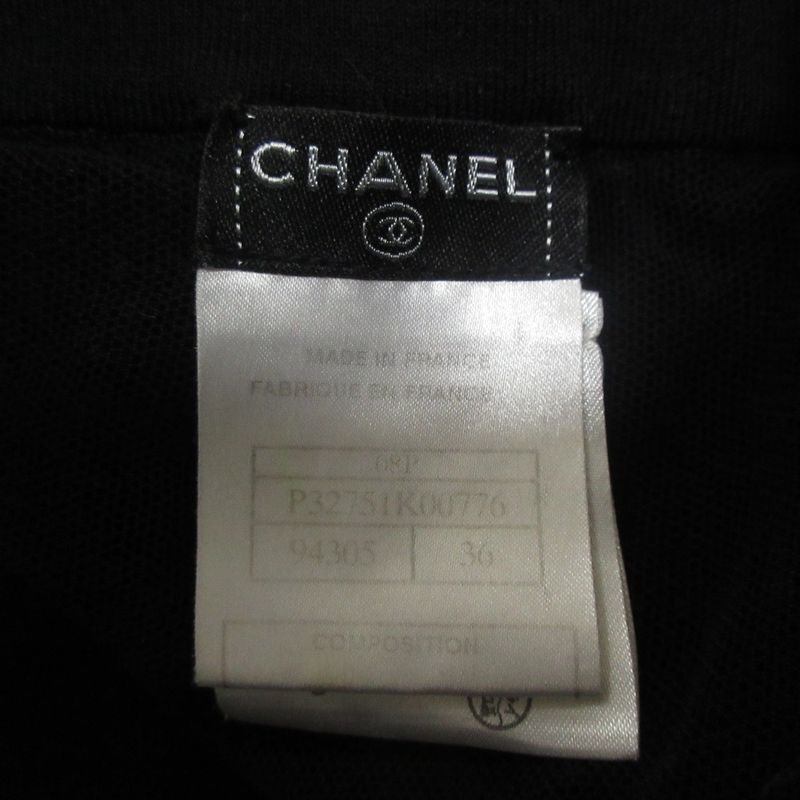 CHANEL
MADE IN FRANCE
FABRIQUE EN FRANCE
08P
P32751K00776
94305 36
COMPOSITION